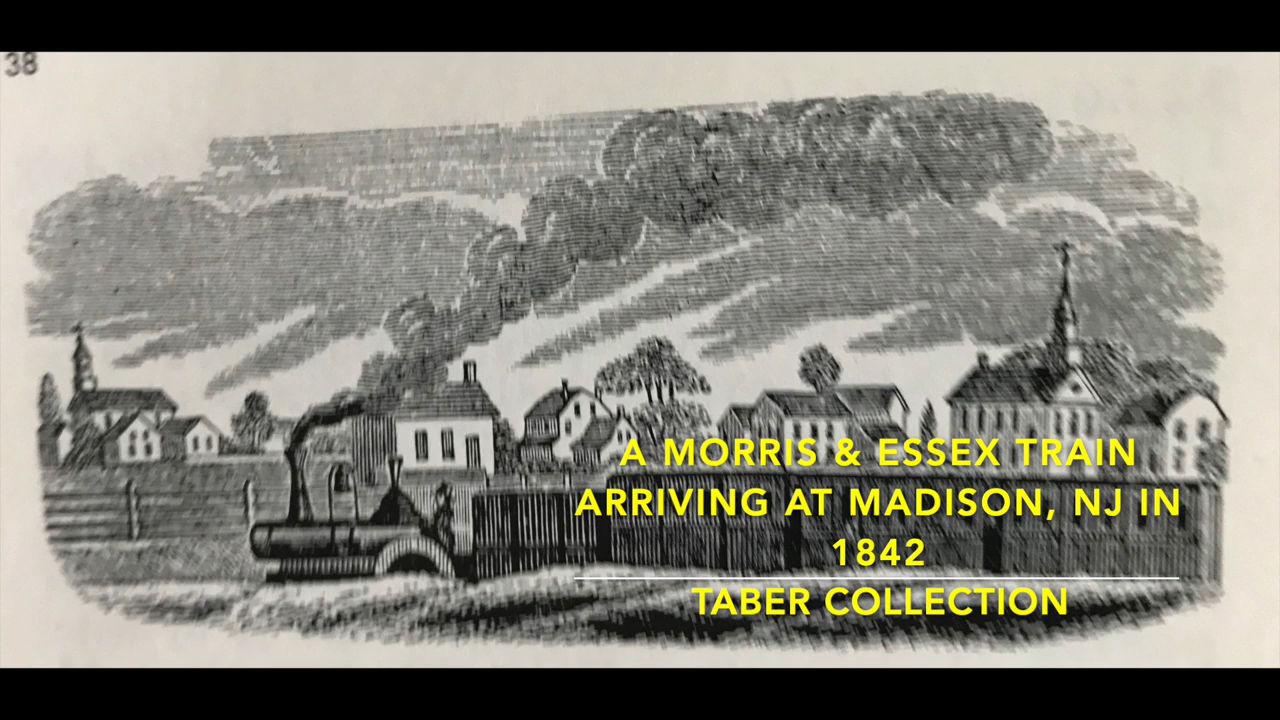 38
A MORRIS & ESSEX TRAIN
ARRIVING AT MADISON, NJ IN
1842
TABER COLLECTION